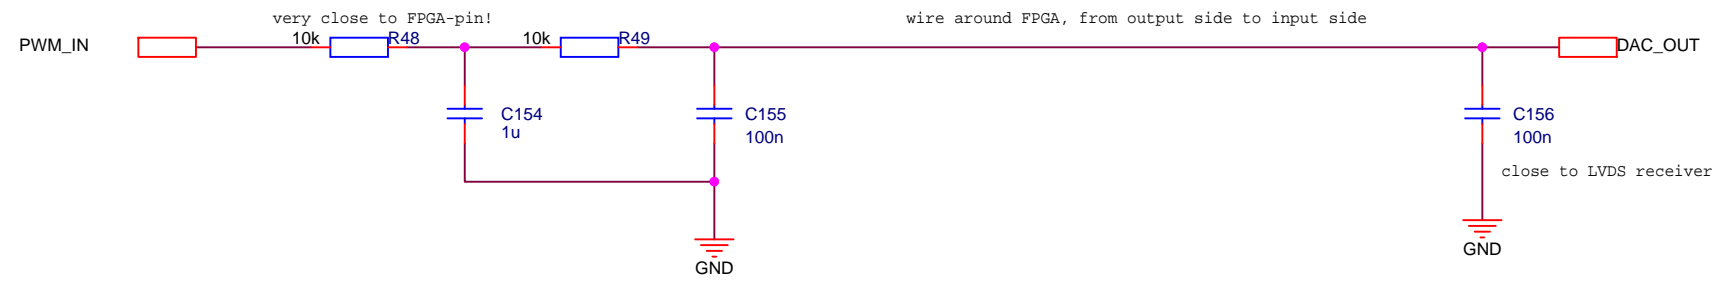 very close to FPGA-pin!
wire around FPGA, from output side to input side
PWM_IN
10k
R48
10k
R49
DAC_OUT
C154
1u
C155
100n
C156
100n
close to LVDS receiver
GND
GND